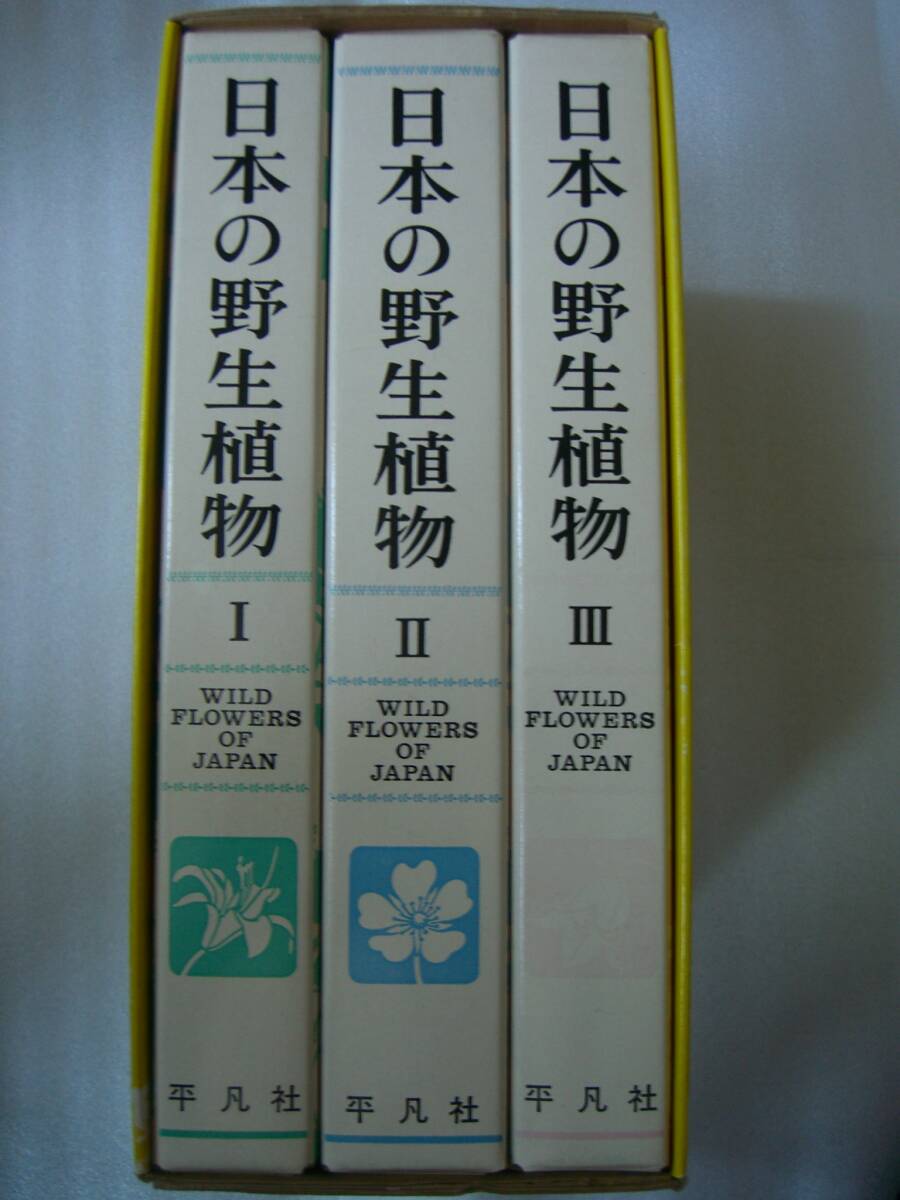 日本の野生植物
I
WILD
FLOWERS
OF
JAPAN
平凡社
日本の野生植物
II
WILD
FLOWERS
OF
JAPAN
平凡社
日本の野生植物
III
WILD
FLOWERS
OF
JAPAN
平凡社